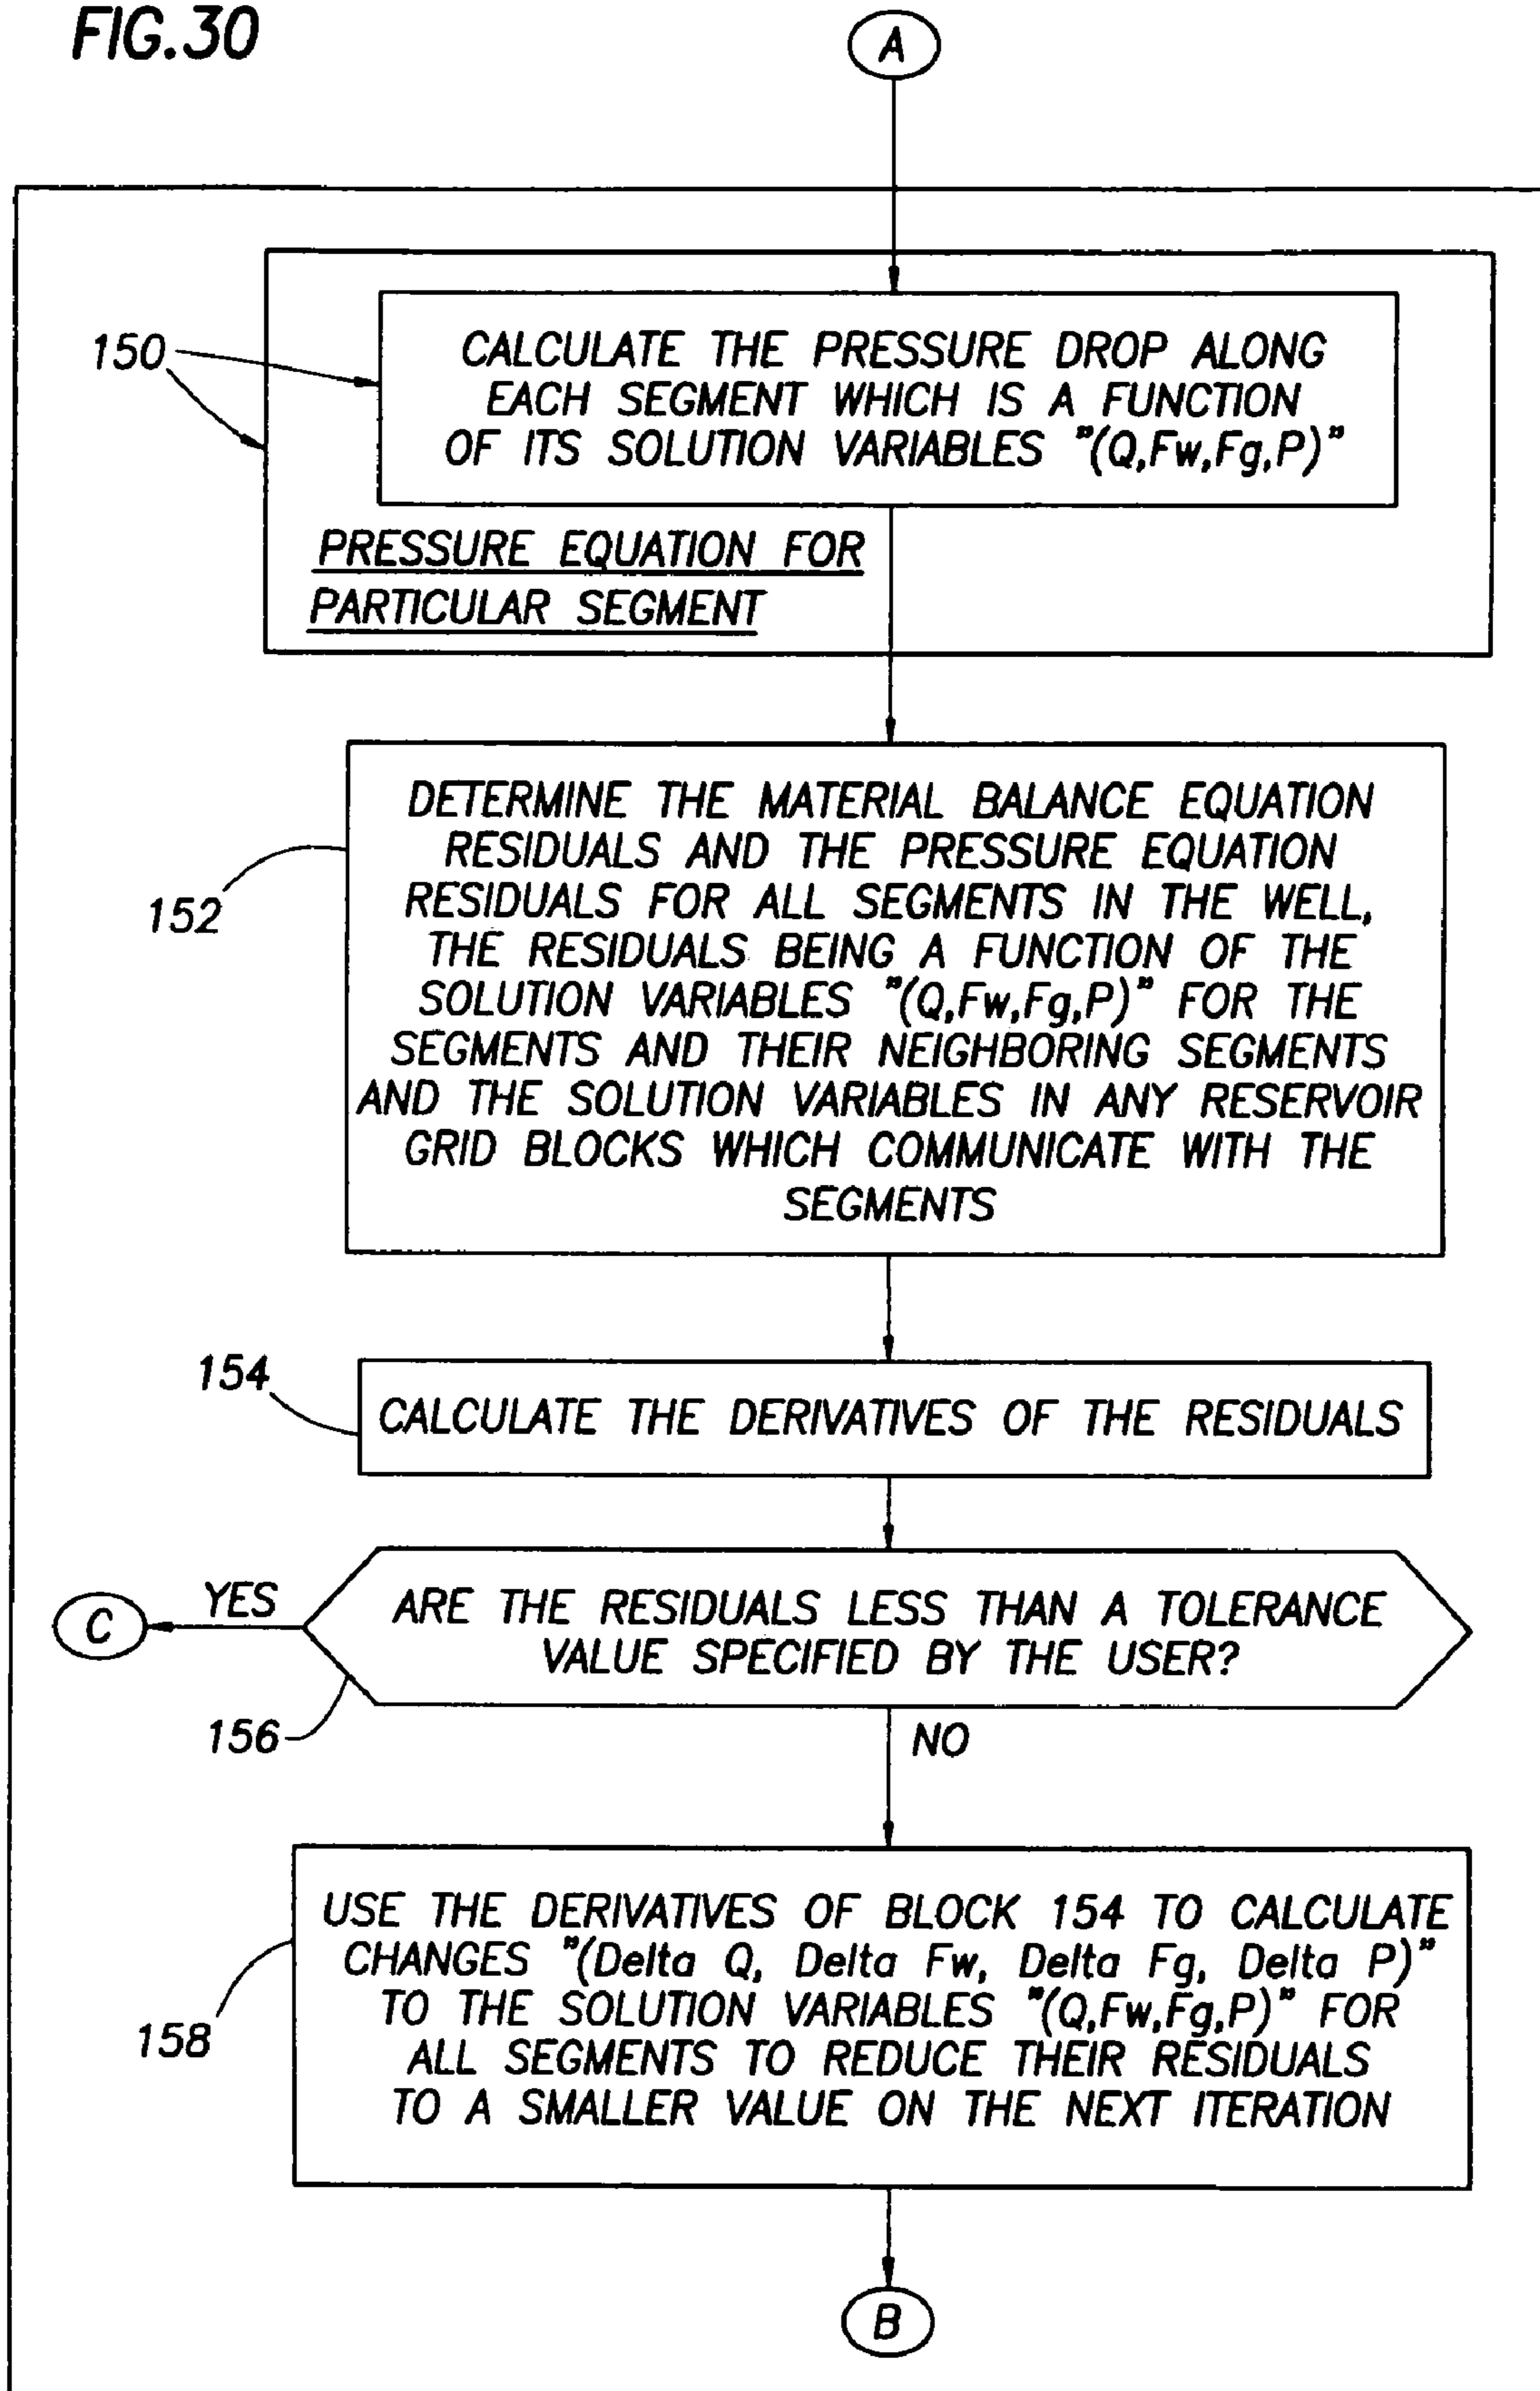 FIG.30
A
150
CALCULATE THE PRESSURE DROP ALONG
EACH SEGMENT WHICH IS A FUNCTION
OF ITS SOLUTION VARIABLES "(Q,Fw,Fg,P)"
PRESSURE EQUATION FOR
PARTICULAR SEGMENT
152
DETERMINE THE MATERIAL BALANCE EQUATION
RESIDUALS AND THE PRESSURE EQUATION
RESIDUALS FOR ALL SEGMENTS IN THE WELL,
THE RESIDUALS BEING A FUNCTION OF THE
SOLUTION VARIABLES "(Q,Fw,Fg,P)" FOR THE
SEGMENTS AND THEIR NEIGHBORING SEGMENTS
AND THE SOLUTION VARIABLES IN ANY RESERVOIR
GRID BLOCKS WHICH COMMUNICATE WITH THE
SEGMENTS
154
CALCULATE THE DERIVATIVES OF THE RESIDUALS
C
YES
ARE THE RESIDUALS LESS THAN A TOLERANCE
VALUE SPECIFIED BY THE USER?
156
NO
158
USE THE DERIVATIVES OF BLOCK 154 TO CALCULATE
CHANGES "(Delta Q, Delta Fw, Delta Fg, Delta P)"
TO THE SOLUTION VARIABLES "(Q,Fw,Fg,P)" FOR
ALL SEGMENTS TO REDUCE THEIR RESIDUALS
TO A SMALLER VALUE ON THE NEXT ITERATION
B